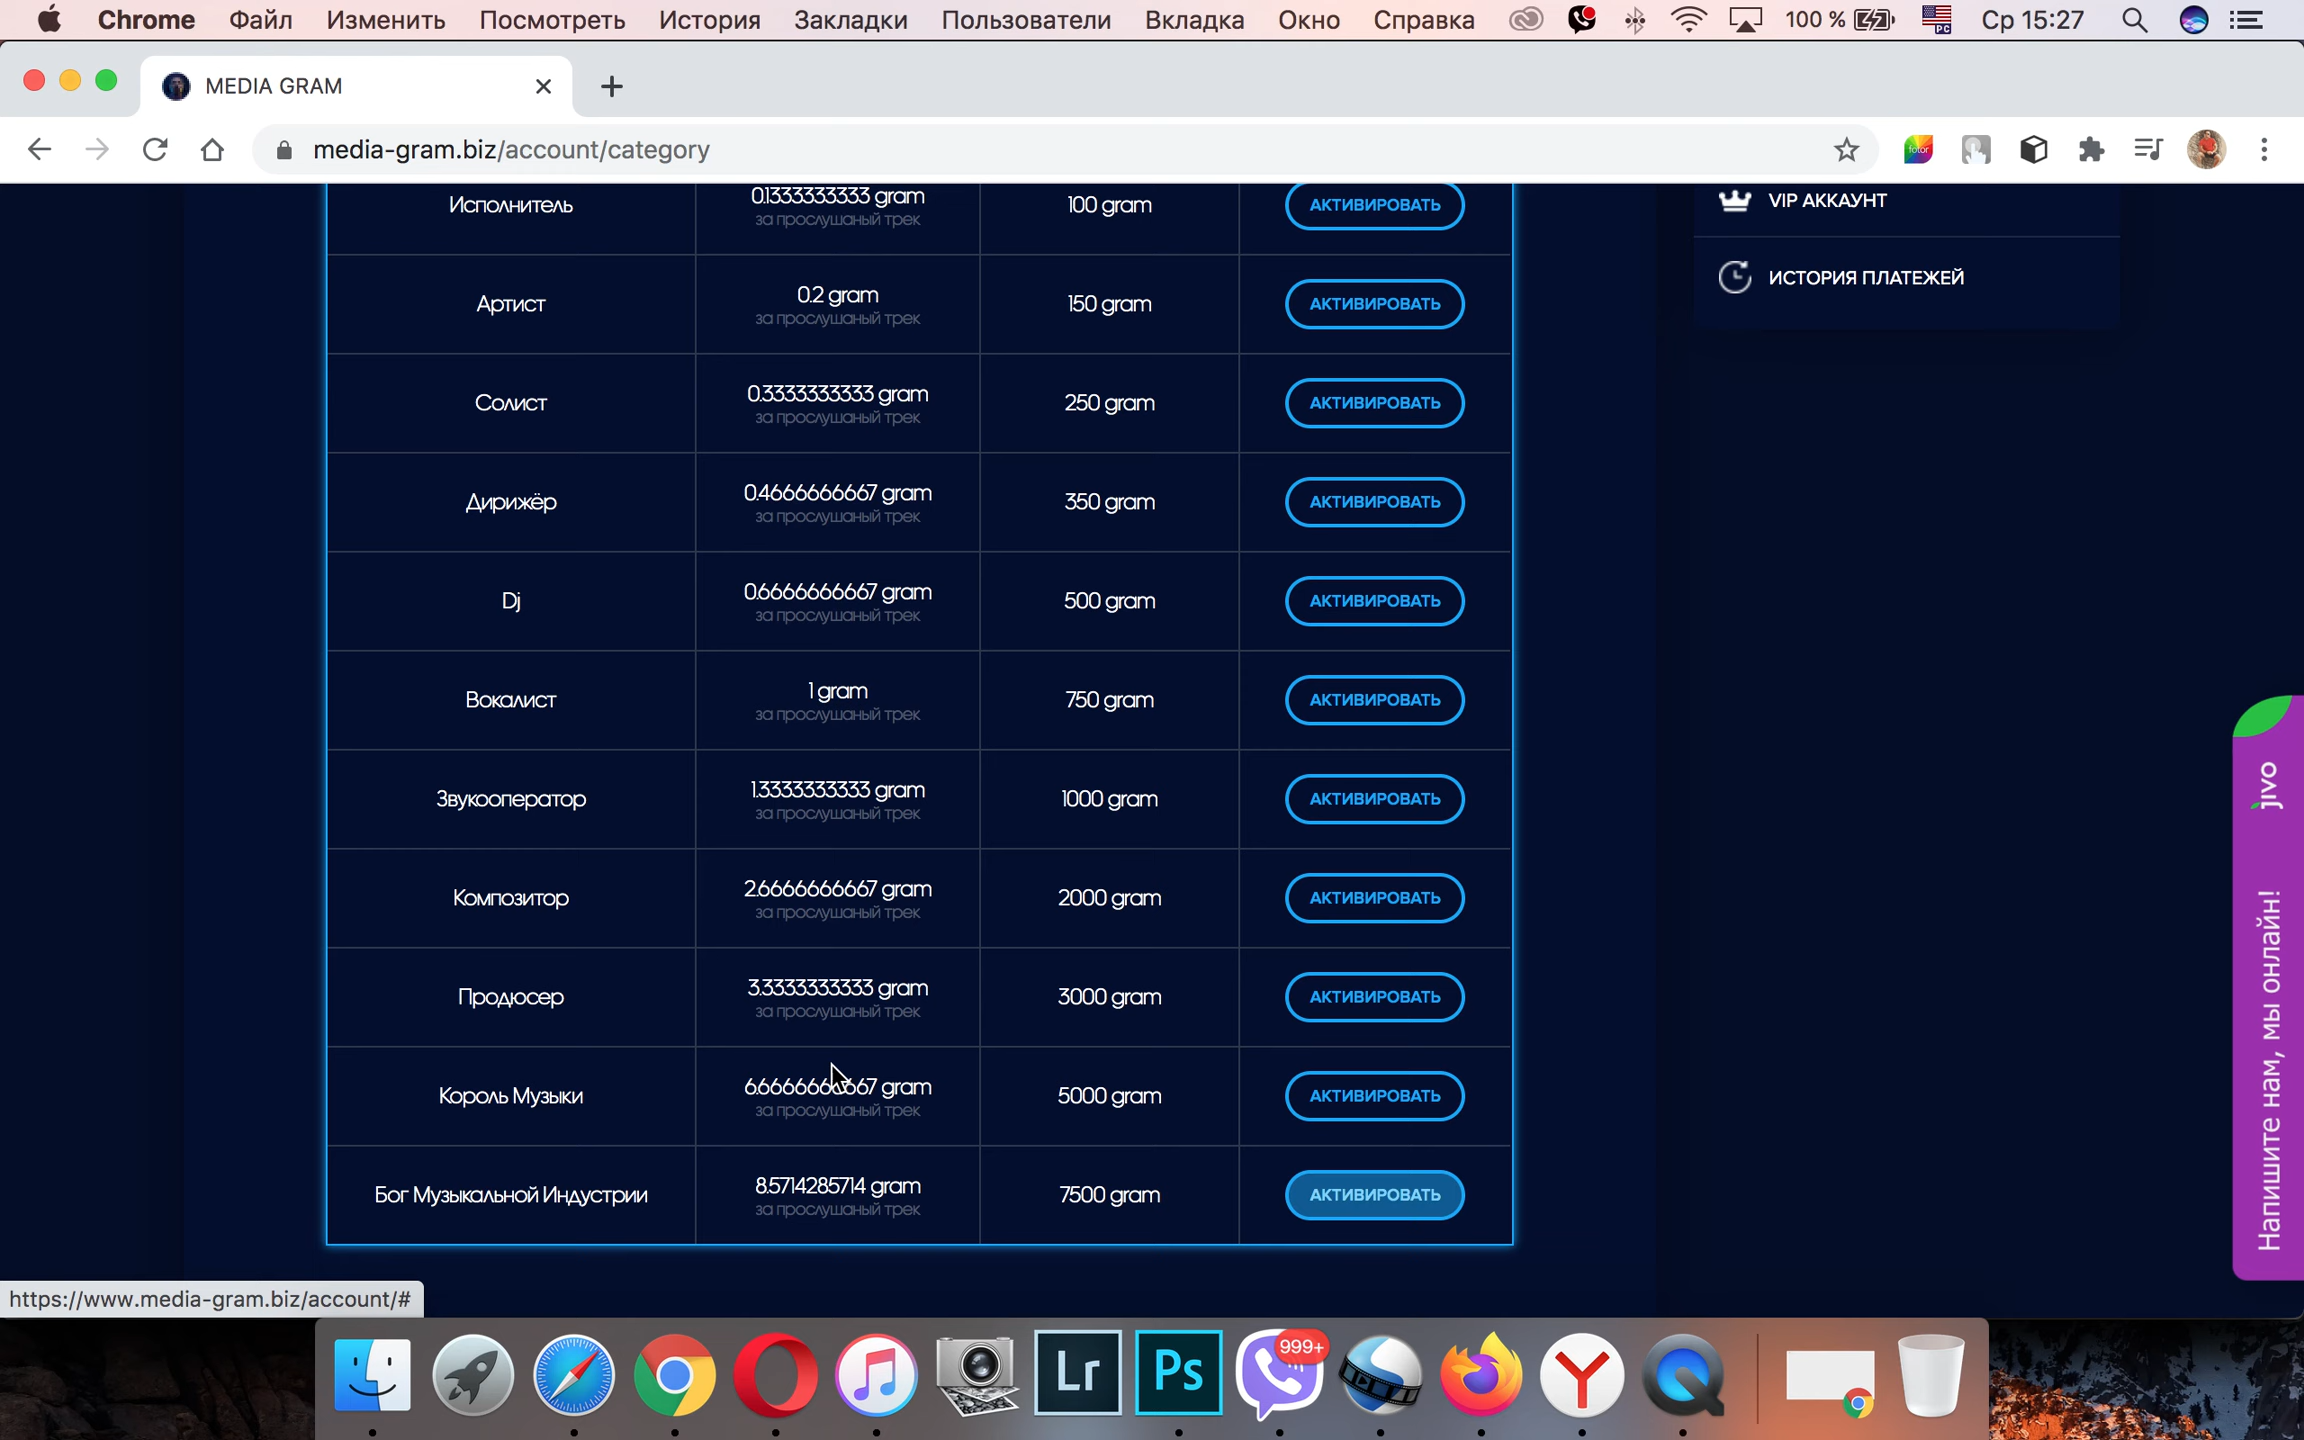 Chrome Файл Изменить Посмотреть История Закладки Пользователи Вкладка Окно Справка 100 % PC Ср 15:27
MEDIA GRAM
media-gram.biz/account/category
fotor
Исполнитель 0.1333333333 gram 100 gram АКТИВИРОВАТЬ
за прослушаный трек
Артист 0.2 gram 150 gram АКТИВИРОВАТЬ
за прослушаный трек
Солист 0.3333333333 gram 250 gram АКТИВИРОВАТЬ
за прослушаный трек
Дирижёр 0.4666666667 gram 350 gram АКТИВИРОВАТЬ
за прослушаный трек
Dj 0.6666666667 gram 500 gram АКТИВИРОВАТЬ
за прослушаный трек
Вокалист 1 gram 750 gram АКТИВИРОВАТЬ
за прослушаный трек
Звукооператор 1.3333333333 gram 1000 gram АКТИВИРОВАТЬ
за прослушаный трек
Композитор 2.6666666667 gram 2000 gram АКТИВИРОВАТЬ
за прослушаный трек
Продюсер 3.3333333333 gram 3000 gram АКТИВИРОВАТЬ
за прослушаный трек
Король Музыки 6.6666666667 gram 5000 gram АКТИВИРОВАТЬ
за прослушаный трек
Бог Музыкальной Индустрии 8.5714285714 gram 7500 gram АКТИВИРОВАТЬ
за прослушаный трек
VIP АККАУНТ
ИСТОРИЯ ПЛАТЕЖЕЙ
jivo
Напишите нам, мы онлайн!
https://www.media-gram.biz/account/#
Lr
Ps
999+